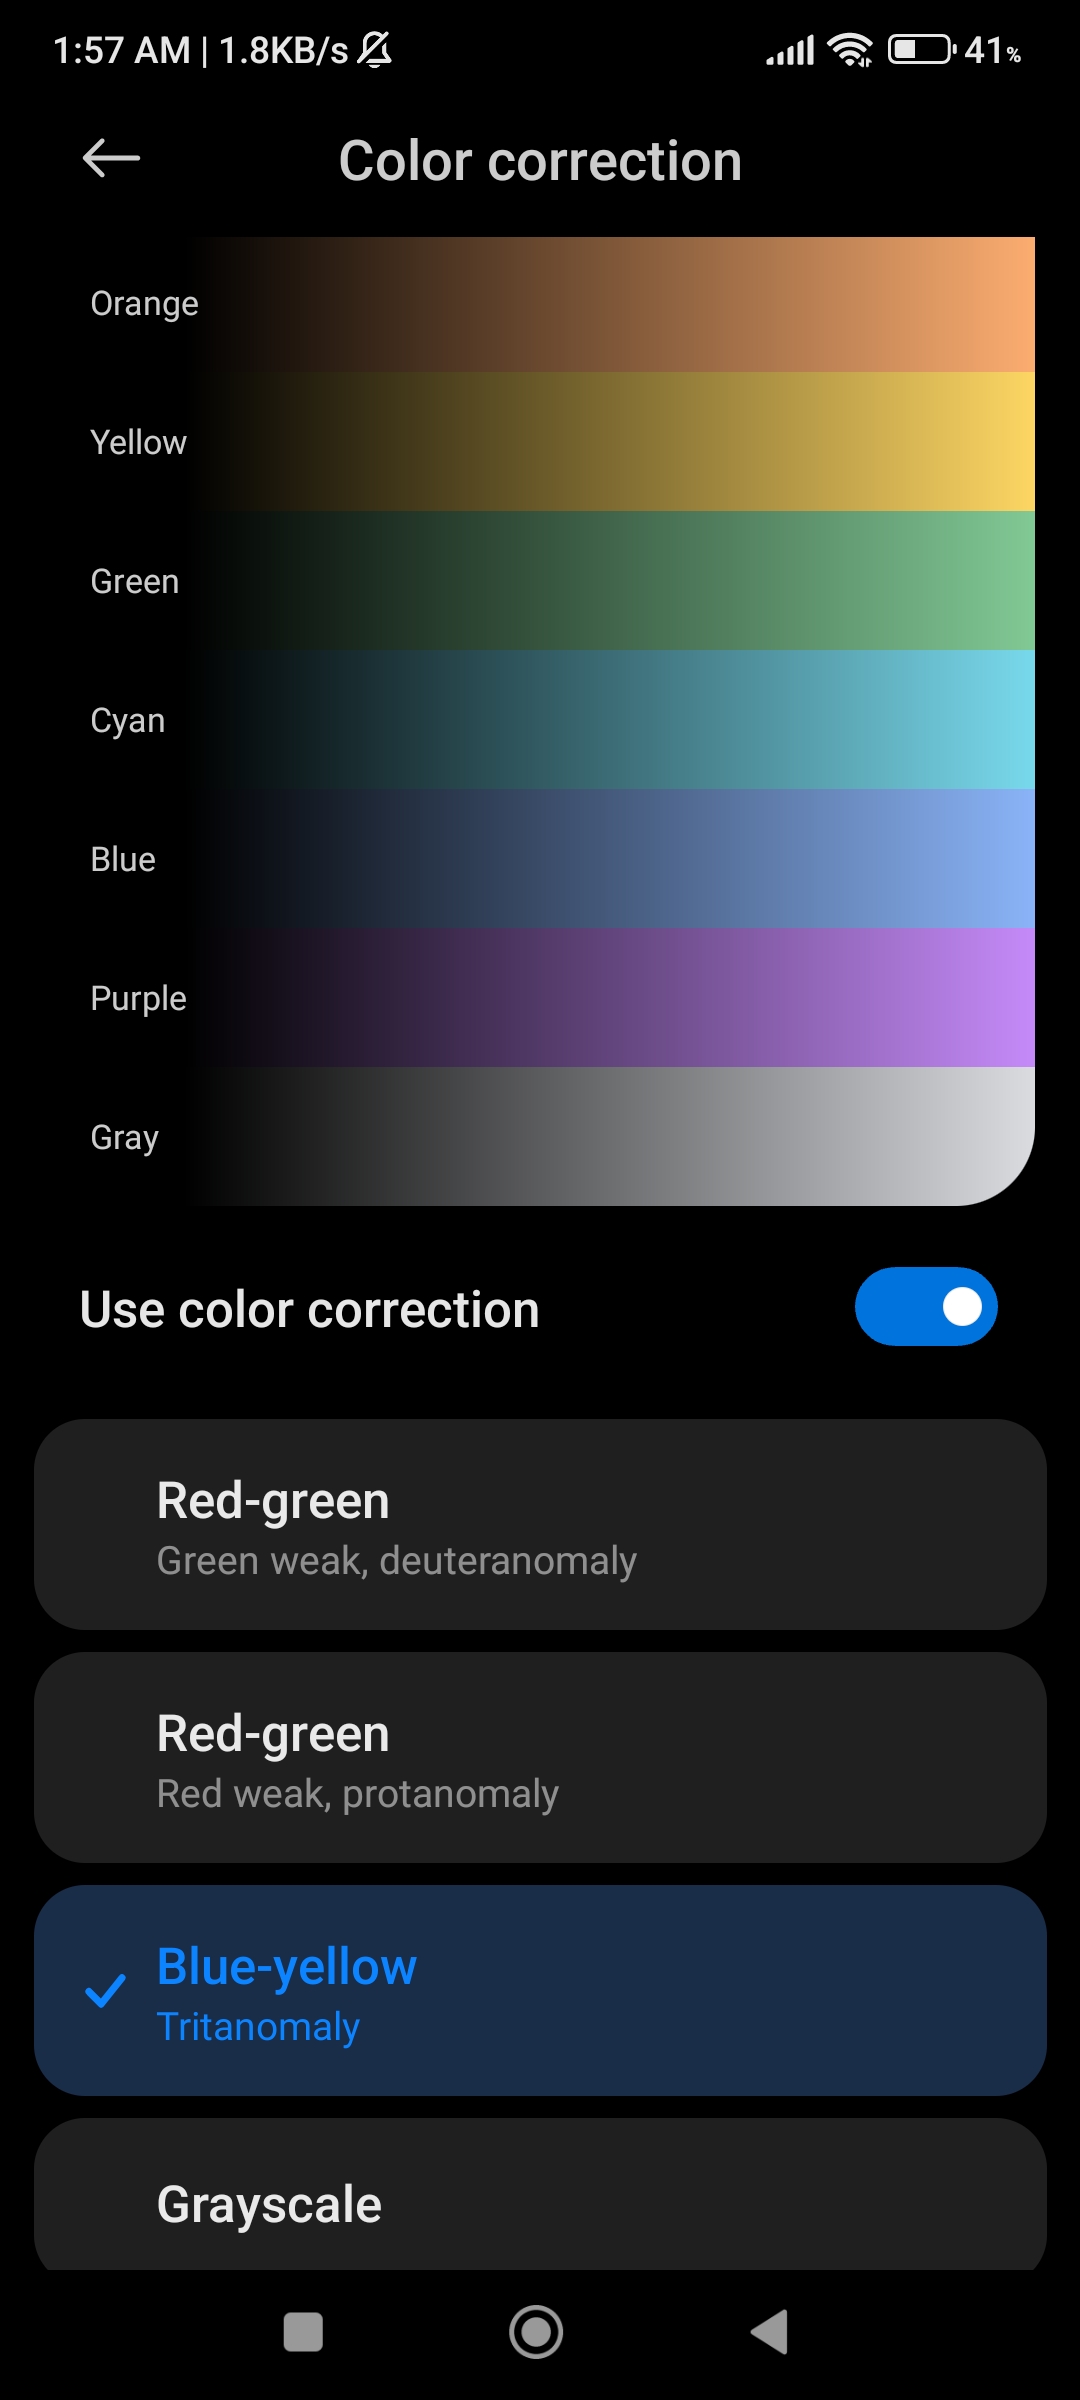 1:57 AM | 1.8KB/s 41%
Color correction
Orange
Yellow
Green
Cyan
Blue
Purple
Gray
Use color correction
Red-green
Green weak, deuteranomaly
Red-green
Red weak, protanomaly
Blue-yellow
Tritanomaly
Grayscale